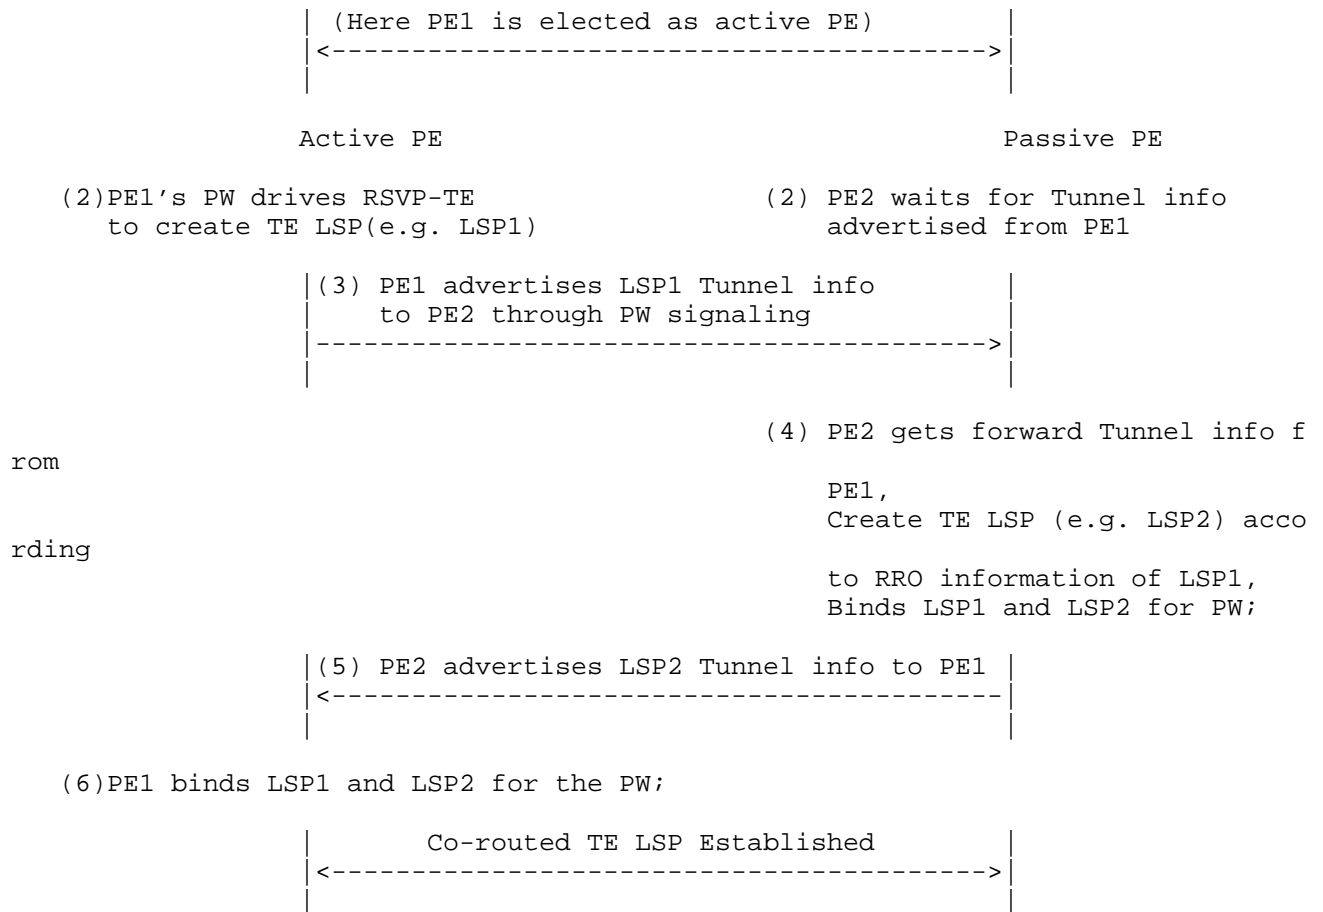 | (Here PE1 is elected as active PE) |
|<----------------------------------------->|
| |
Active PE Passive PE
(2)PE1's PW drives RSVP-TE (2) PE2 waits for Tunnel info
to create TE LSP(e.g. LSP1) advertised from PE1
|(3) PE1 advertises LSP1 Tunnel info |
| to PE2 through PW signaling |
|------------------------------------------>|
| |
(4) PE2 gets forward Tunnel info f
rom
PE1,
Create TE LSP (e.g. LSP2) acco
rding
to RRO information of LSP1,
Binds LSP1 and LSP2 for PW;
|(5) PE2 advertises LSP2 Tunnel info to PE1 |
|<------------------------------------------|
| |
(6)PE1 binds LSP1 and LSP2 for the PW;
| Co-routed TE LSP Established |
|<----------------------------------------->|
| |